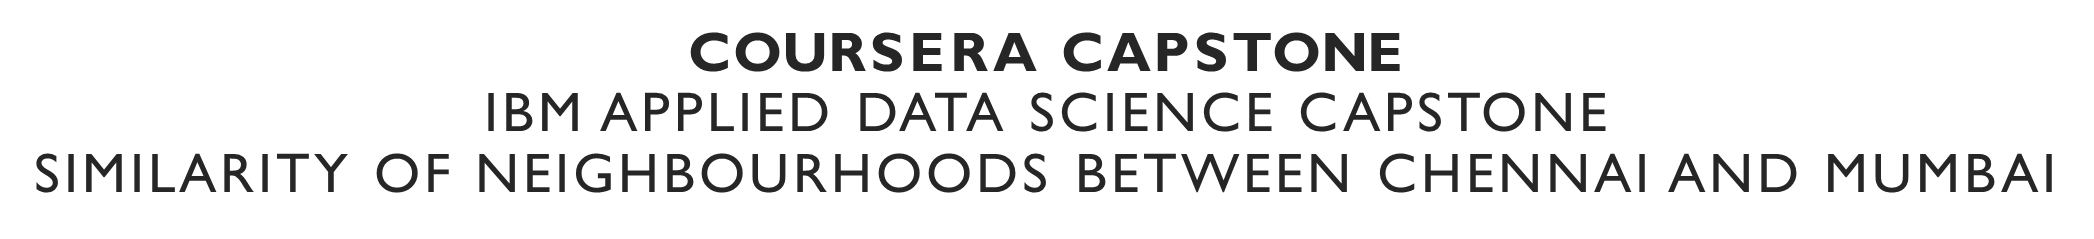 COURSERA CAPSTONE
IBM APPLIED DATA SCIENCE CAPSTONE
SIMILARITY OF NEIGHBOURHOODS BETWEEN CHENNAI AND MUMBAI